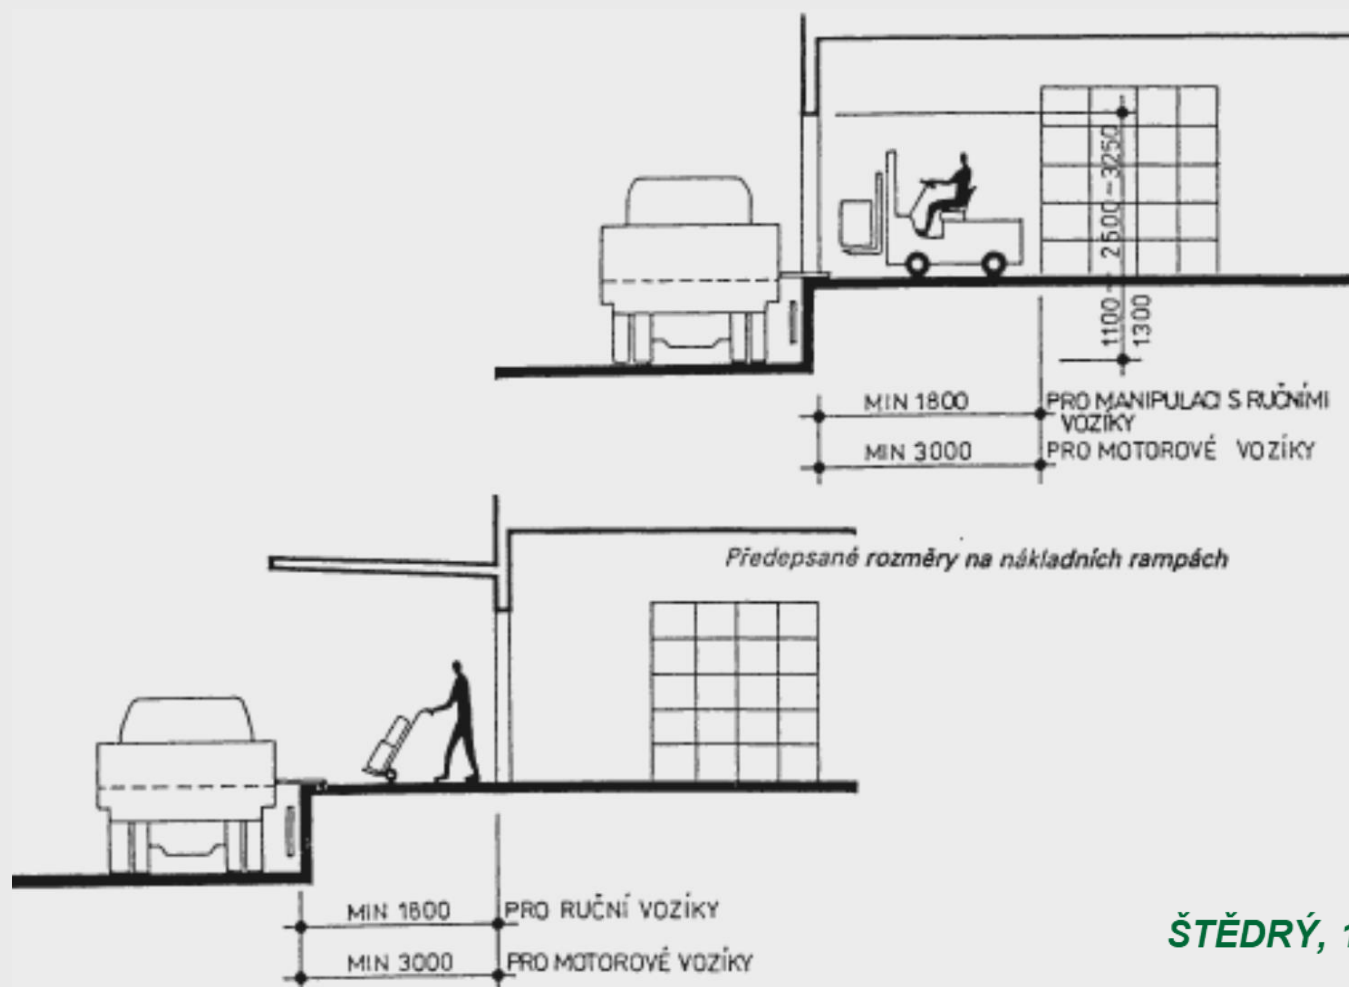 2500-3250
1100-
1300
MIN 1800
PRO MANIPULACI S RUČNÍMI
VOZÍKY
MIN 3000
PRO MOTOROVÉ VOZÍKY
Předepsané rozměry na nákladních rampách
MIN 1800
PRO RUČNÍ VOZÍKY
MIN 3000
PRO MOTOROVÉ VOZÍKY
ŠTĚDRÝ, 1